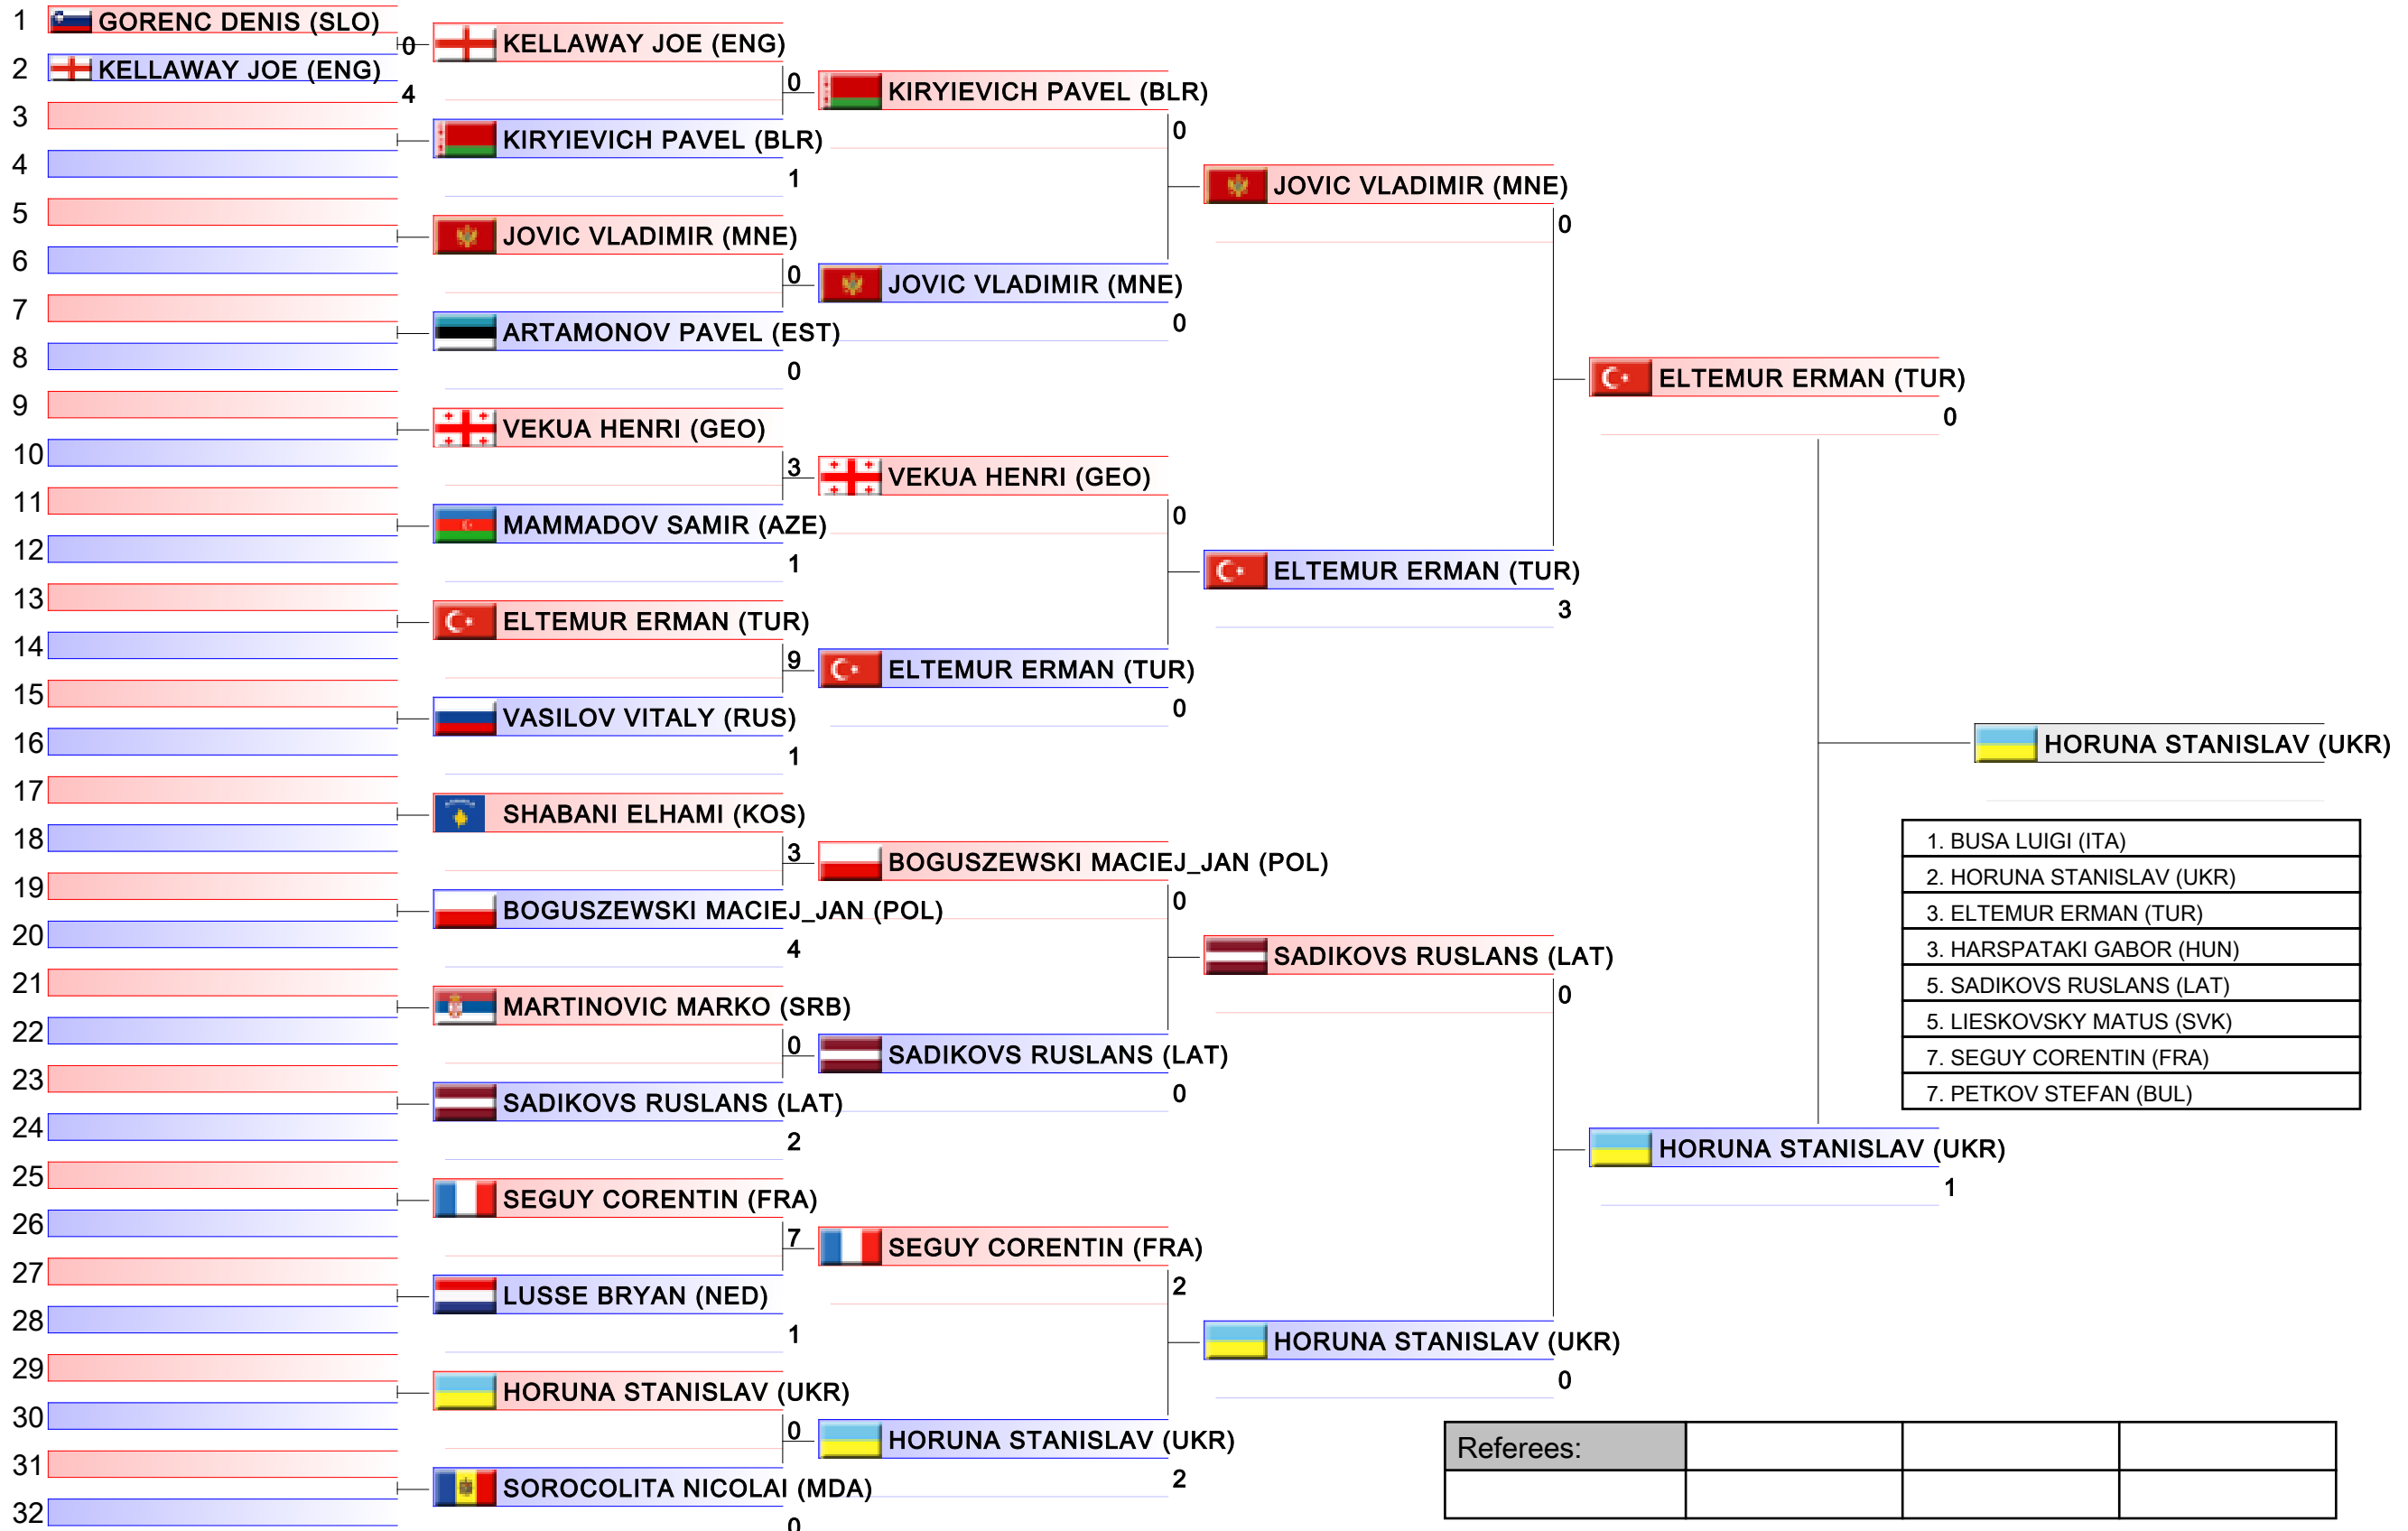 1 GORENC DENIS (SLO)
0
2 KELLAWAY JOE (ENG)
4
3
4
5
6
7
8
9
10
11
12
13
14
15
16
17
18
19
20
21
22
23
24
25
26
27
28
29
30
31
32
KELLAWAY JOE (ENG)
0
KIRYIEVICH PAVEL (BLR)
1
JOVIC VLADIMIR (MNE)
0
ARTAMONOV PAVEL (EST)
0
VEKUA HENRI (GEO)
3
MAMMADOV SAMIR (AZE)
1
ELTEMUR ERMAN (TUR)
9
VASILOV VITALY (RUS)
1
SHABANI ELHAMI (KOS)
3
BOGUSZEWSKI MACIEJ_JAN (POL)
4
MARTINOVIC MARKO (SRB)
0
SADIKOVS RUSLANS (LAT)
2
SEGUY CORENTIN (FRA)
7
LUSSE BRYAN (NED)
1
HORUNA STANISLAV (UKR)
0
SOROCOLITA NICOLAI (MDA)
0
KIRYIEVICH PAVEL (BLR)
0
JOVIC VLADIMIR (MNE)
0
VEKUA HENRI (GEO)
0
ELTEMUR ERMAN (TUR)
0
BOGUSZEWSKI MACIEJ_JAN (POL)
0
SADIKOVS RUSLANS (LAT)
0
SEGUY CORENTIN (FRA)
2
HORUNA STANISLAV (UKR)
2
JOVIC VLADIMIR (MNE)
0
ELTEMUR ERMAN (TUR)
3
SADIKOVS RUSLANS (LAT)
0
HORUNA STANISLAV (UKR)
0
ELTEMUR ERMAN (TUR)
0
HORUNA STANISLAV (UKR)
1
HORUNA STANISLAV (UKR)
1. BUSA LUIGI (ITA)
2. HORUNA STANISLAV (UKR)
3. ELTEMUR ERMAN (TUR)
3. HARSPATAKI GABOR (HUN)
5. SADIKOVS RUSLANS (LAT)
5. LIESKOVSKY MATUS (SVK)
7. SEGUY CORENTIN (FRA)
7. PETKOV STEFAN (BUL)
Referees: